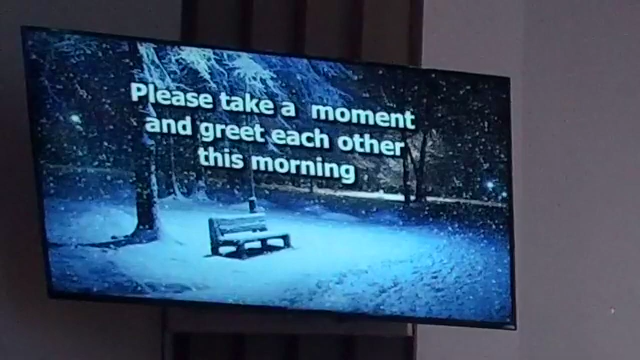 Please take a moment
and greet each other
this morning